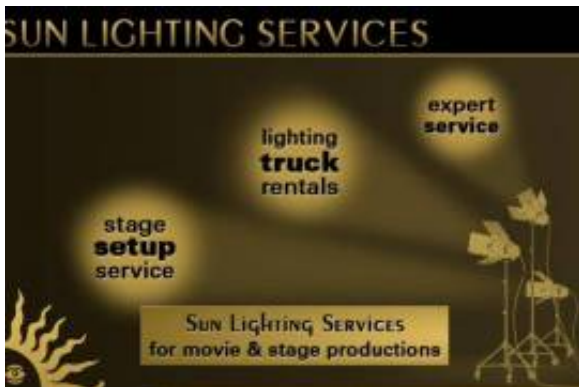 SUN LIGHTING SERVICES
expert
service
lighting
truck
rentals
stage
setup
service
Sun Lighting Services
for movie & stage productions